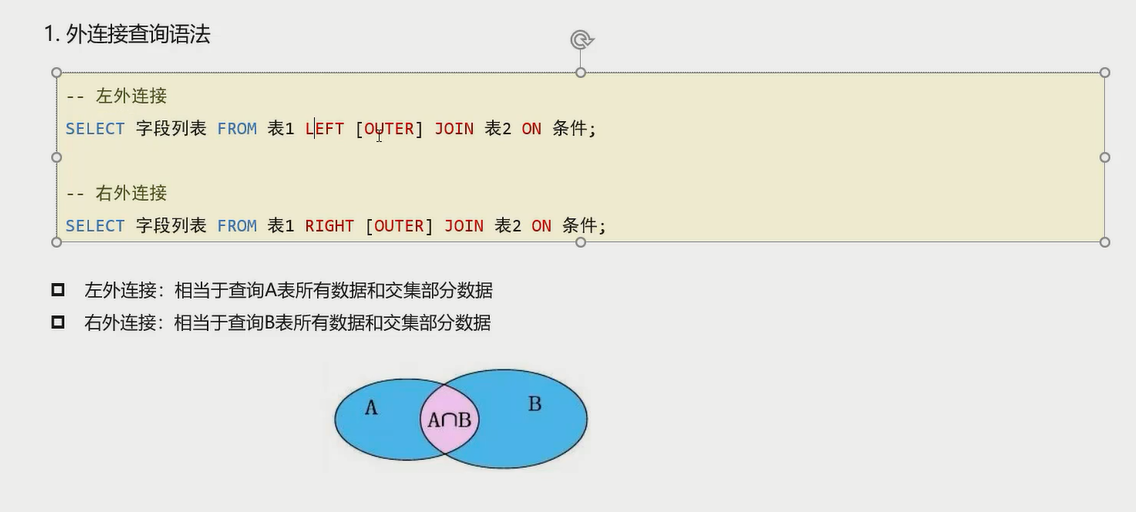 1. 外连接查询语法
-- 左外连接
SELECT 字段列表 FROM 表1 LEFT [OUTER] JOIN 表2 ON 条件;
-- 右外连接
SELECT 字段列表 FROM 表1 RIGHT [OUTER] JOIN 表2 ON 条件;
左外连接：相当于查询A表所有数据和交集部分数据
右外连接：相当于查询B表所有数据和交集部分数据
A
A∩B
B